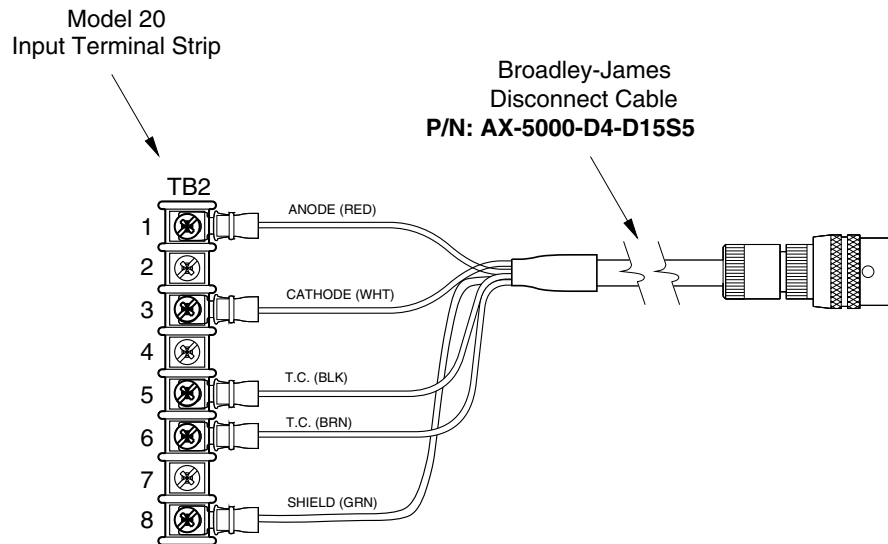 Model 20
Input Terminal Strip
Broadley-James
Disconnect Cable
P/N: AX-5000-D4-D15S5
TB2
1
ANODE (RED)
2
3
CATHODE (WHT)
4
5
T.C. (BLK)
6
T.C. (BRN)
7
8
SHIELD (GRN)